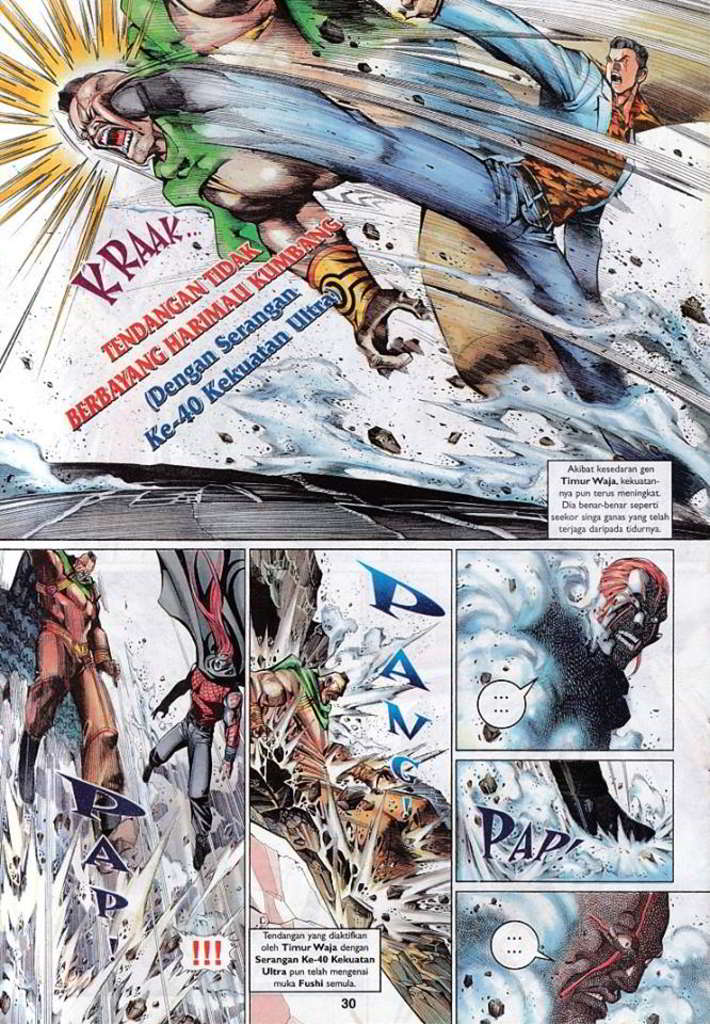 KRAAK...
TENDANGAN TIDAK
BERBAYANG HARIMAU KUMBANG
(Dengan Serangan
Ke-40 Kekuatan Ultra)
Akibat kesedaran gen
Timur Waja, kekuatan-
nya pun terus meningkat.
Dia benar-benar seperti
seekor singa ganas yang telah
terjaga daripada tidurnya.
PAP!
!!!
PANG!
Tendangan yang diaktifkan
oleh Timur Waja dengan
Serangan Ke-40 Kekuatan
Ultra pun telah mengenai
muka Fushi semula.
...
...
PAP!
...
...
30